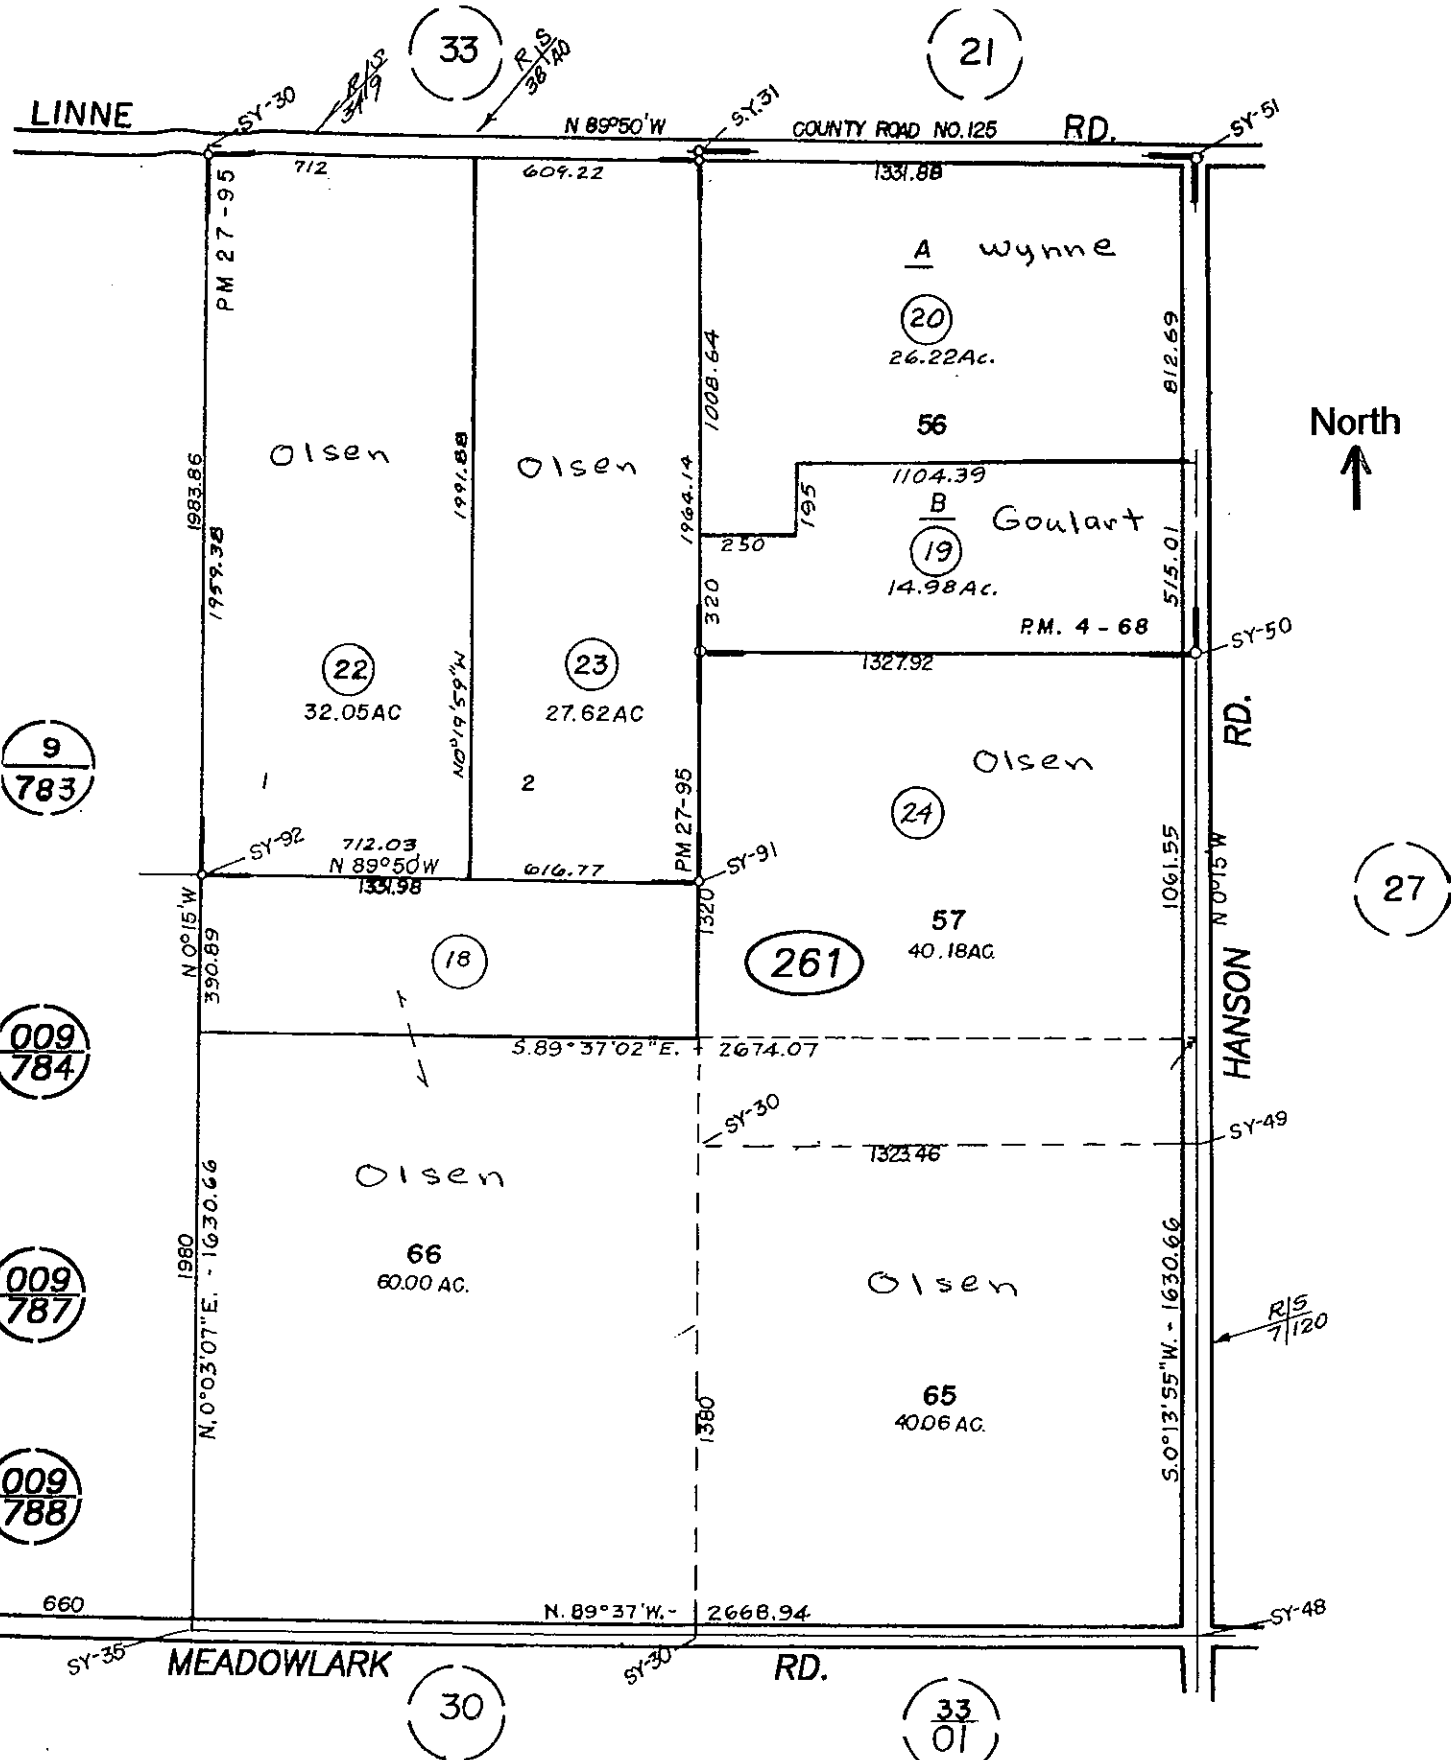 33
21
LINNE
SY-30
R/S
31/9
R S
38 40
N 89°50'W
S.Y.31
COUNTY ROAD NO.125
RD.
SY-51
712
609.22
1331.88
PM 27-95
A Wynne
20
26.22Ac.
56
1008.64
812.69
North
Olsen
Olsen
1983.86
1959.38
1991.88
1964.14
1104.39
195
B Goulart
19
14.98Ac.
250
320
515.01
P.M. 4-68
SY-50
1327.92
22
32.05AC
23
27.62AC
N0°19'59"W
9
783
1
2
Olsen
24
RD.
PM 27-95
SY-92
712.03
N 89°50'W
1331.98
616.77
SY-91
1061.55
N 0°15'W
27
N 0°15'W
390.89
18
1320
261
57
40.18AC.
HANSON
009
784
S.89°37'02"E. - 2674.07
SY-30
SY-49
1323.46
Olsen
66
60.00 AC.
1980
N.0°03'07"E. - 1630.66
009
787
Olsen
65
40.06 AC.
1380
S.0°13'55"W. - 1630.66
R/S
7/120
009
788
660
N. 89°37'W. - 2668.94
SY-48
SY-35
MEADOWLARK
SY-30
RD.
30
33
01